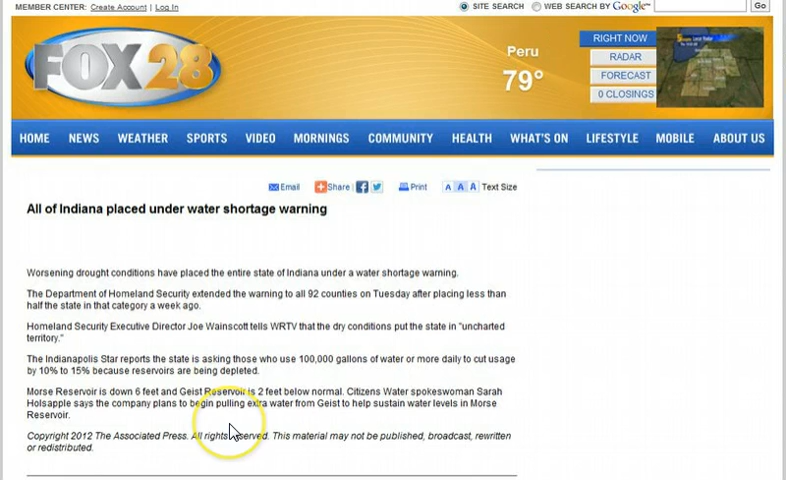 MEMBER CENTER: Create Account | Log In
SITE SEARCH WEB SEARCH BY Google™ Go
FOX28
Peru
79°
RIGHT NOW
RADAR
FORECAST
0 CLOSINGS
HOME NEWS WEATHER SPORTS VIDEO MORNINGS COMMUNITY HEALTH WHAT'S ON LIFESTYLE MOBILE ABOUT US
Email Share Print A A A Text Size
All of Indiana placed under water shortage warning
Worsening drought conditions have placed the entire state of Indiana under a water shortage warning.
The Department of Homeland Security extended the warning to all 92 counties on Tuesday after placing less than
half the state in that category a week ago.
Homeland Security Executive Director Joe Wainscott tells WRTV that the dry conditions put the state in "uncharted
territory."
The Indianapolis Star reports the state is asking those who use 100,000 gallons of water or more daily to cut usage
by 10% to 15% because reservoirs are being depleted.
Morse Reservoir is down 6 feet and Geist Reservoir is 2 feet below normal. Citizens Water spokeswoman Sarah
Holsapple says the company plans to begin pulling extra water from Geist to help sustain water levels in Morse
Reservoir.
Copyright 2012 The Associated Press. All rights reserved. This material may not be published, broadcast, rewritten
or redistributed.